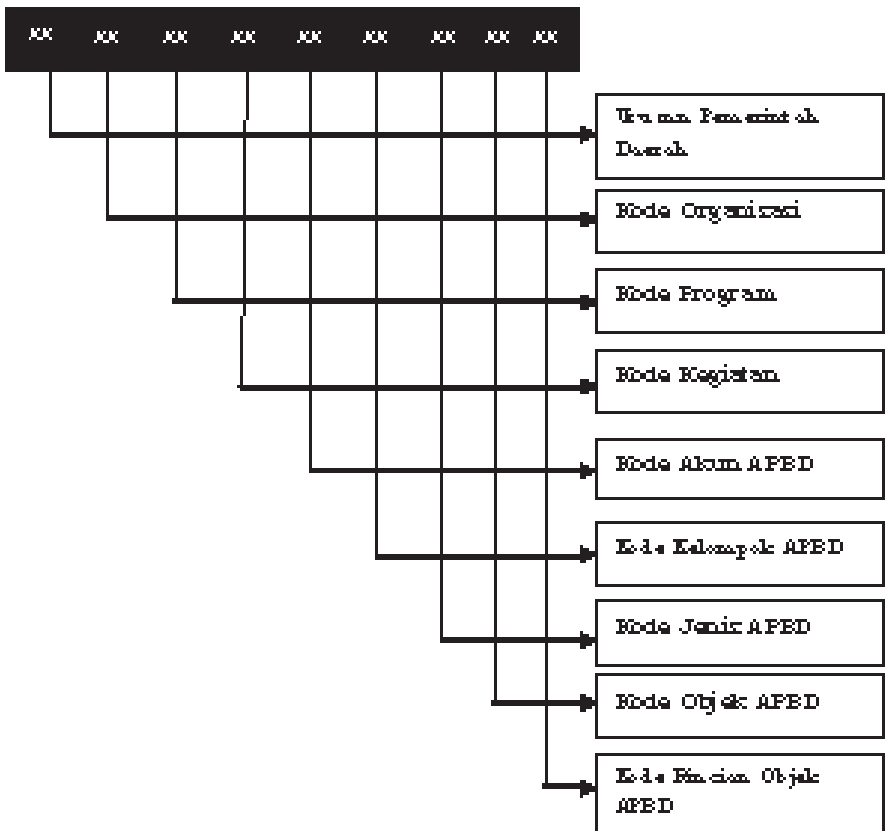 xx xx xx xx xx xx xx xx xx
Urusan Pemerintah
Daerah
Kode Organisasi
Kode Program
Kode Kegiatan
Kode Akun APBD
Kode Kelompok APBD
Kode Jenis APBD
Kode Objek APBD
Kode Rincian Objek
APBD